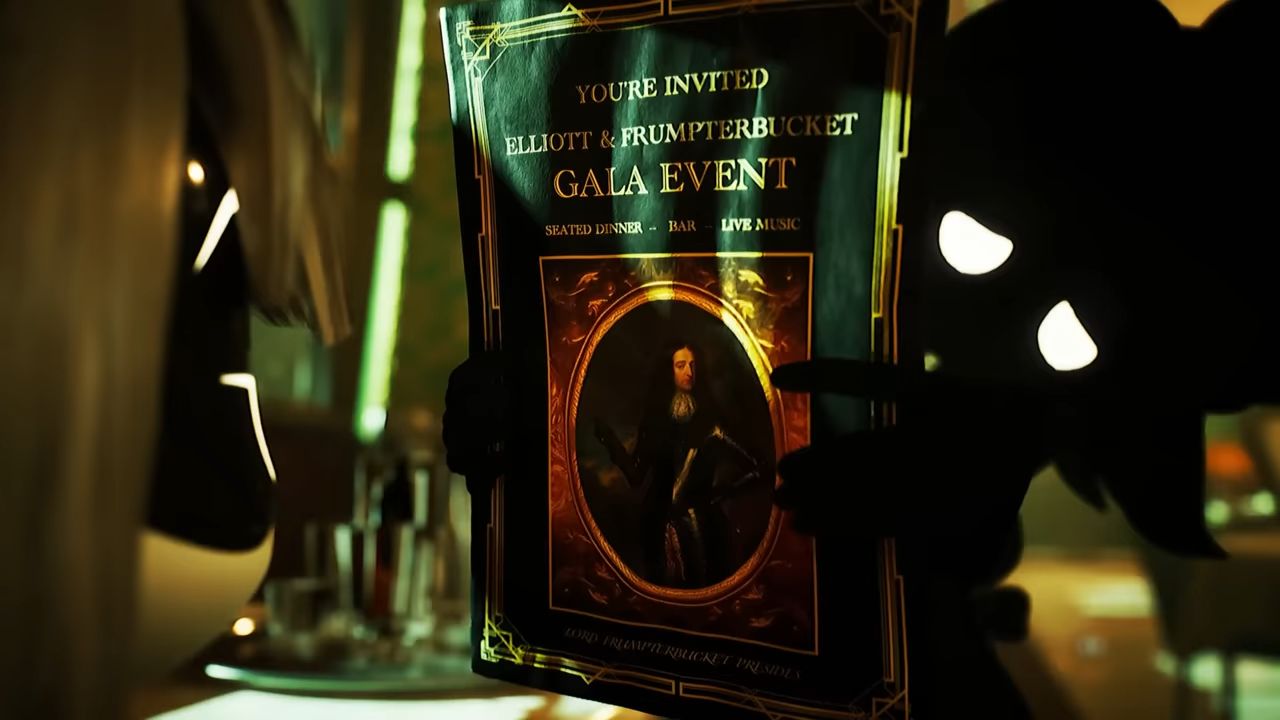 YOU'RE INVITED
ELLIOTT & FRUMPTERBUCKET
GALA EVENT
SEATED DINNER -- BAR -- LIVE MUSIC
LORD FRUMPTERBUCKET PRESIDES